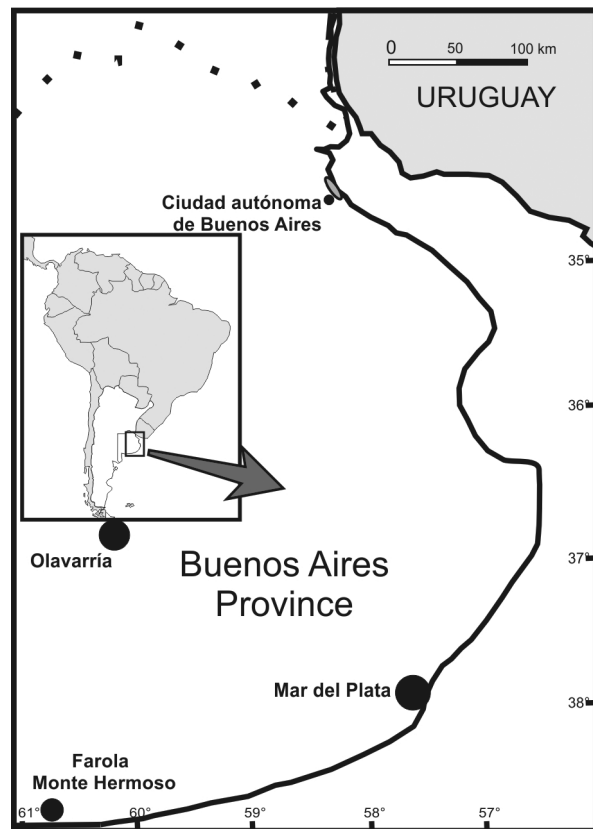 0 50 100 km
URUGUAY
Ciudad autónoma
de Buenos Aires
35°
36°
Olavarría
Buenos Aires
Province
37°
Mar del Plata
38°
Farola
Monte Hermoso
61° 60° 59° 58° 57°